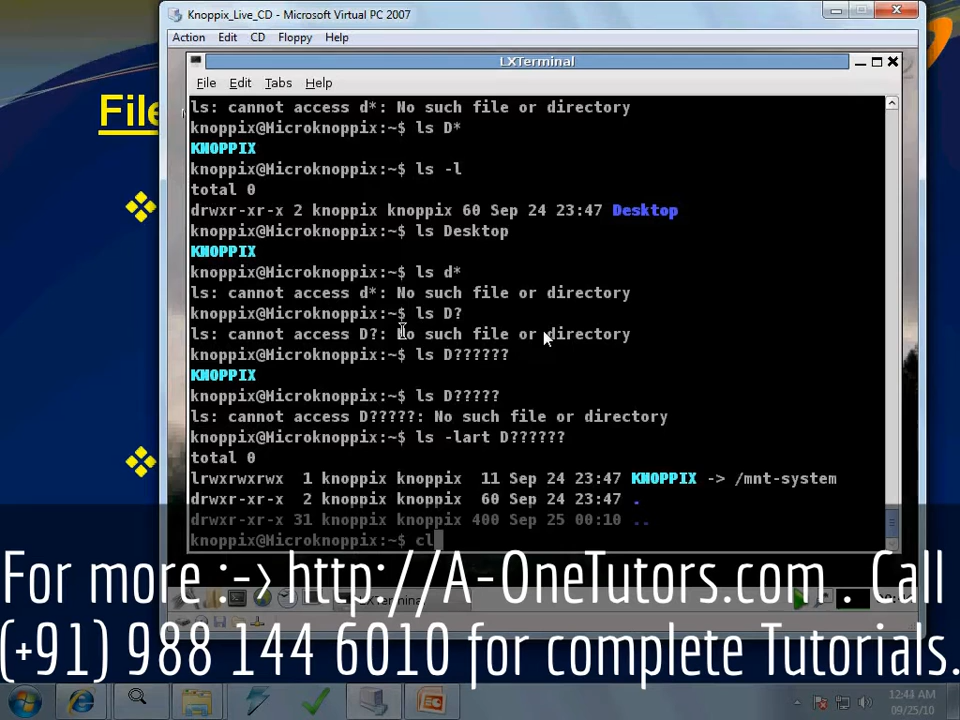 Knoppix_Live_CD - Microsoft Virtual PC 2007
Action Edit CD Floppy Help
LXTerminal
File Edit Tabs Help
File
ls: cannot access d*: No such file or directory
knoppix@Microknoppix:~$ ls D*
KNOPPIX
knoppix@Microknoppix:~$ ls -l
total 0
drwxr-xr-x 2 knoppix knoppix 60 Sep 24 23:47 Desktop
knoppix@Microknoppix:~$ ls Desktop
KNOPPIX
knoppix@Microknoppix:~$ ls d*
ls: cannot access d*: No such file or directory
knoppix@Microknoppix:~$ ls D?
ls: cannot access D?: No such file or directory
knoppix@Microknoppix:~$ ls D??????
KNOPPIX
knoppix@Microknoppix:~$ ls D?????
ls: cannot access D?????: No such file or directory
knoppix@Microknoppix:~$ ls -lart D??????
total 0
lrwxrwxrwx 1 knoppix knoppix 11 Sep 24 23:47 KNOPPIX -> /mnt-system
drwxr-xr-x 2 knoppix knoppix 60 Sep 24 23:47 .
drwxr-xr-x 31 knoppix knoppix 400 Sep 25 00:10 ..
knoppix@Microknoppix:~$ cl
For more :-> http://A-OneTutors.com . Call
(+91) 988 144 6010 for complete Tutorials.
12:44 AM
09/25/10